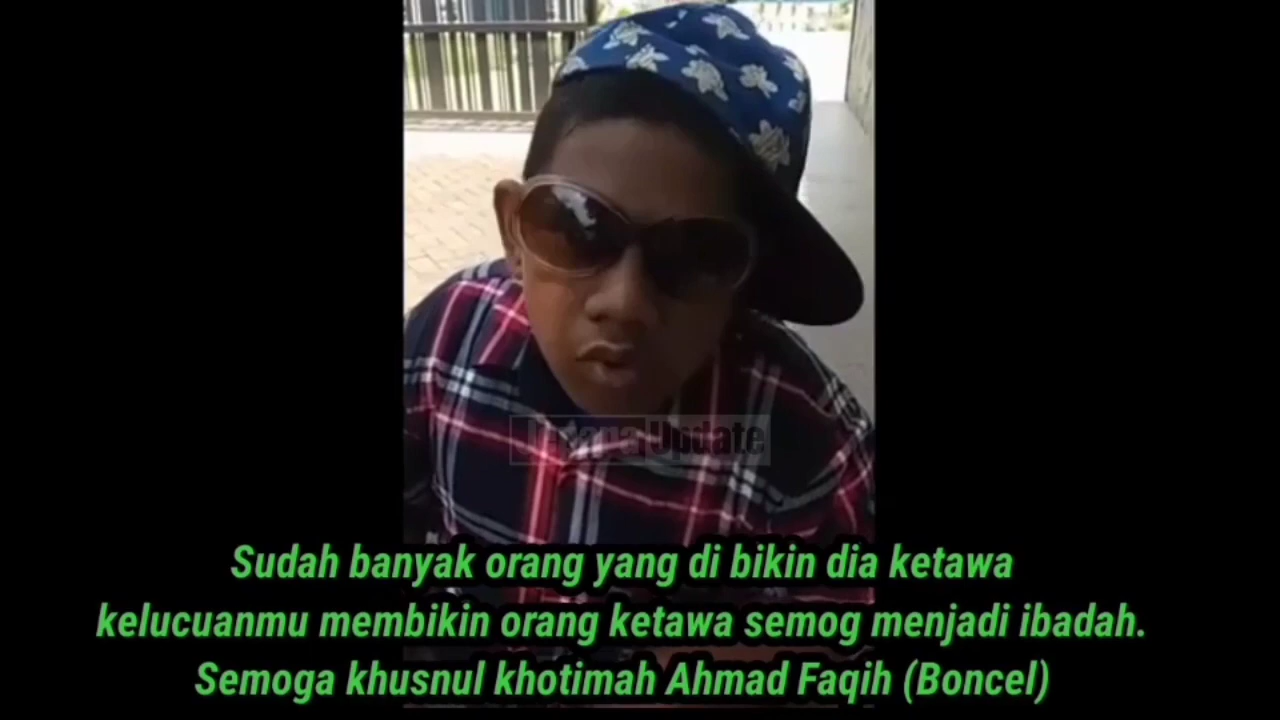 Update
Sudah banyak orang yang di bikin dia ketawa
kelucuanmu membikin orang ketawa semog menjadi ibadah.
Semoga khusnul khotimah Ahmad Faqih (Boncel)